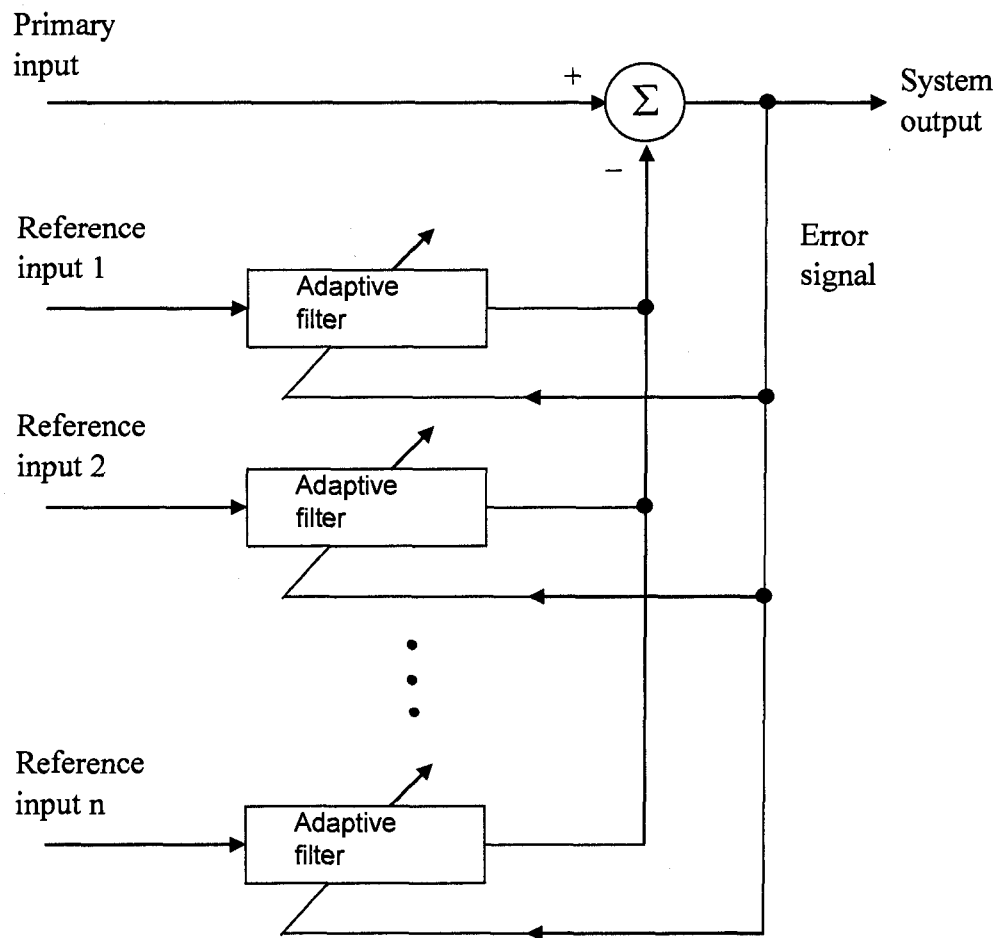 Primary
input
+
Σ
System
output
−
Reference
input 1
Adaptive
filter
Error
signal
Reference
input 2
Adaptive
filter
Reference
input n
Adaptive
filter